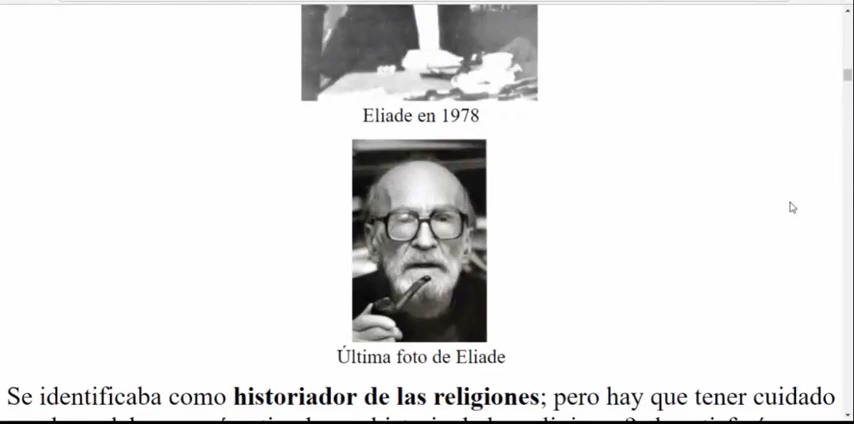 Eliade en 1978
Última foto de Eliade
Se identificaba como historiador de las religiones; pero hay que tener cuidado